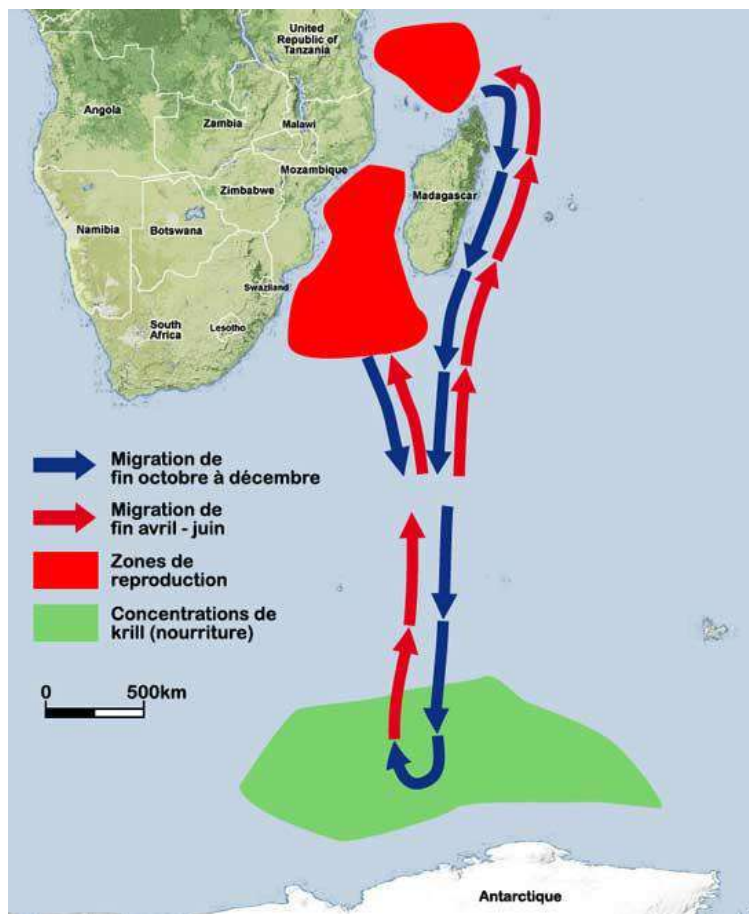 United
Republic of
Tanzania
Angola
Zambia
Malawi
Mozambique
Zimbabwe
Madagascar
Namibia
Botswana
Swaziland
South
Africa
Lesotho
Migration de
fin octobre à décembre
Migration de
fin avril - juin
Zones de
reproduction
Concentrations de
krill (nourriture)
0 500km
Antarctique